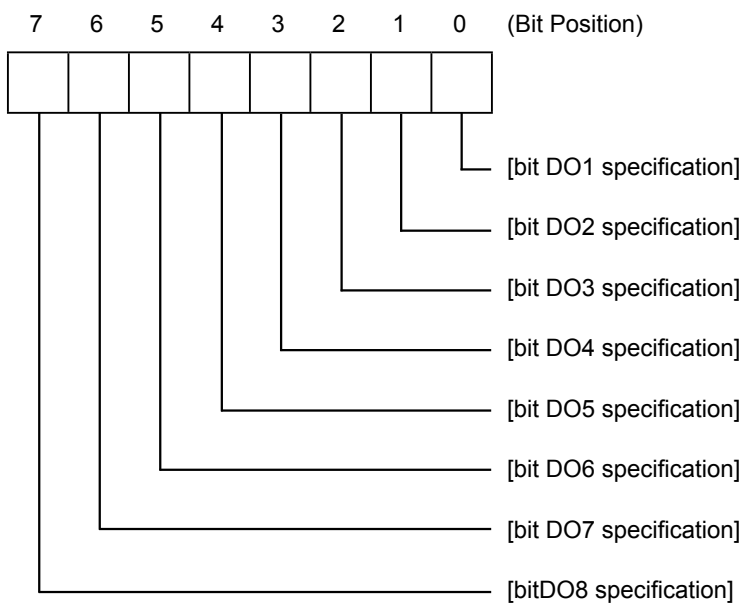 7 6 5 4 3 2 1 0 (Bit Position)
[bit DO1 specification]
[bit DO2 specification]
[bit DO3 specification]
[bit DO4 specification]
[bit DO5 specification]
[bit DO6 specification]
[bit DO7 specification]
[bitDO8 specification]